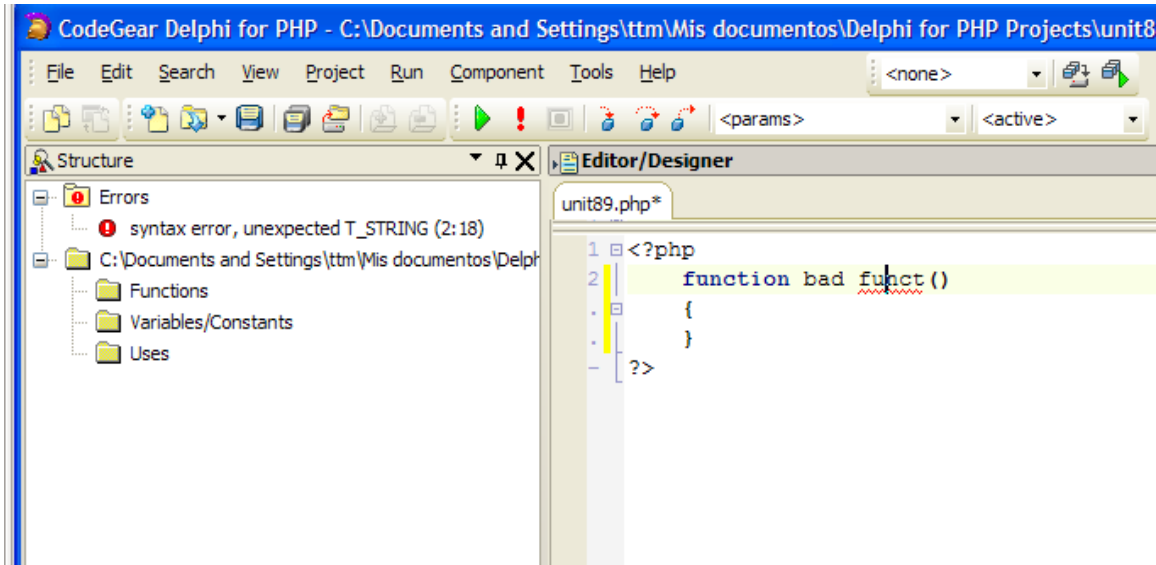 CodeGear Delphi for PHP - C:\Documents and Settings\ttm\Mis documentos\Delphi for PHP Projects\unit8
File Edit Search View Project Run Component Tools Help <none>
<params> <active>
Structure
Editor/Designer
Errors
syntax error, unexpected T_STRING (2:18)
C:\Documents and Settings\ttm\Mis documentos\Delph
Functions
Variables/Constants
Uses
unit89.php*
1 <?php
2 function bad funct()
. {
. }
- ?>